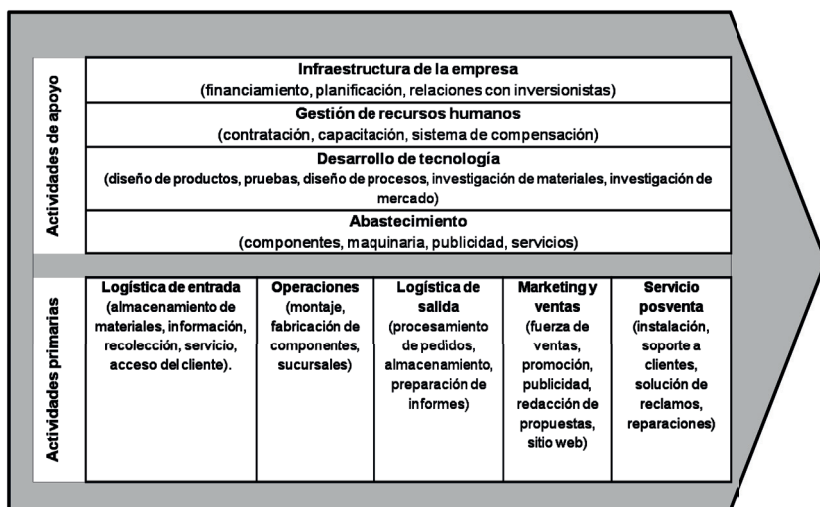 Actividades de apoyo
Infraestructura de la empresa
(financiamiento, planificación, relaciones con inversionistas)
Gestión de recursos humanos
(contratación, capacitación, sistema de compensación)
Desarrollo de tecnología
(diseño de productos, pruebas, diseño de procesos, investigación de materiales, investigación de
mercado)
Abastecimiento
(componentes, maquinaria, publicidad, servicios)
Actividades primarias
Logística de entrada
(almacenamiento de
materiales, información,
recolección, servicio,
acceso del cliente).
Operaciones
(montaje,
fabricación de
componentes,
sucursales)
Logística de
salida
(procesamiento
de pedidos,
almacenamiento,
preparación de
informes)
Marketing y
ventas
(fuerza de
ventas,
promoción,
publicidad,
redacción de
propuestas,
sitio web)
Servicio
posventa
(instalación,
soporte a
clientes,
solución de
reclamos,
reparaciones)